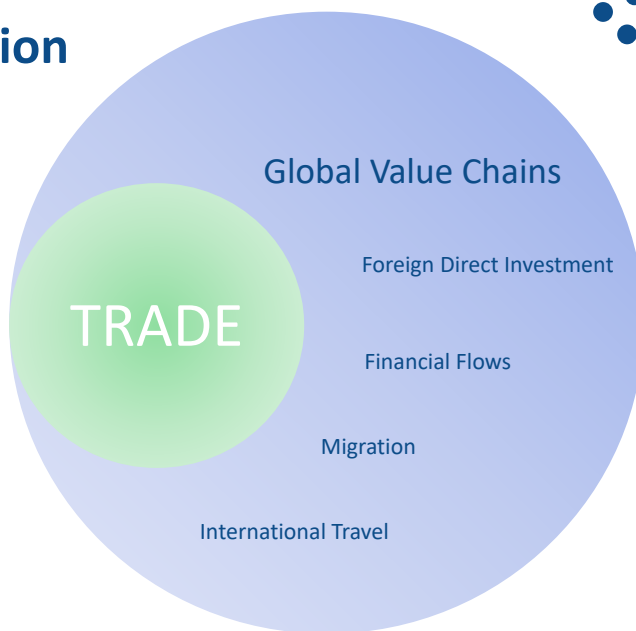 ion
Global Value Chains
Foreign Direct Investment
TRADE
Financial Flows
Migration
International Travel